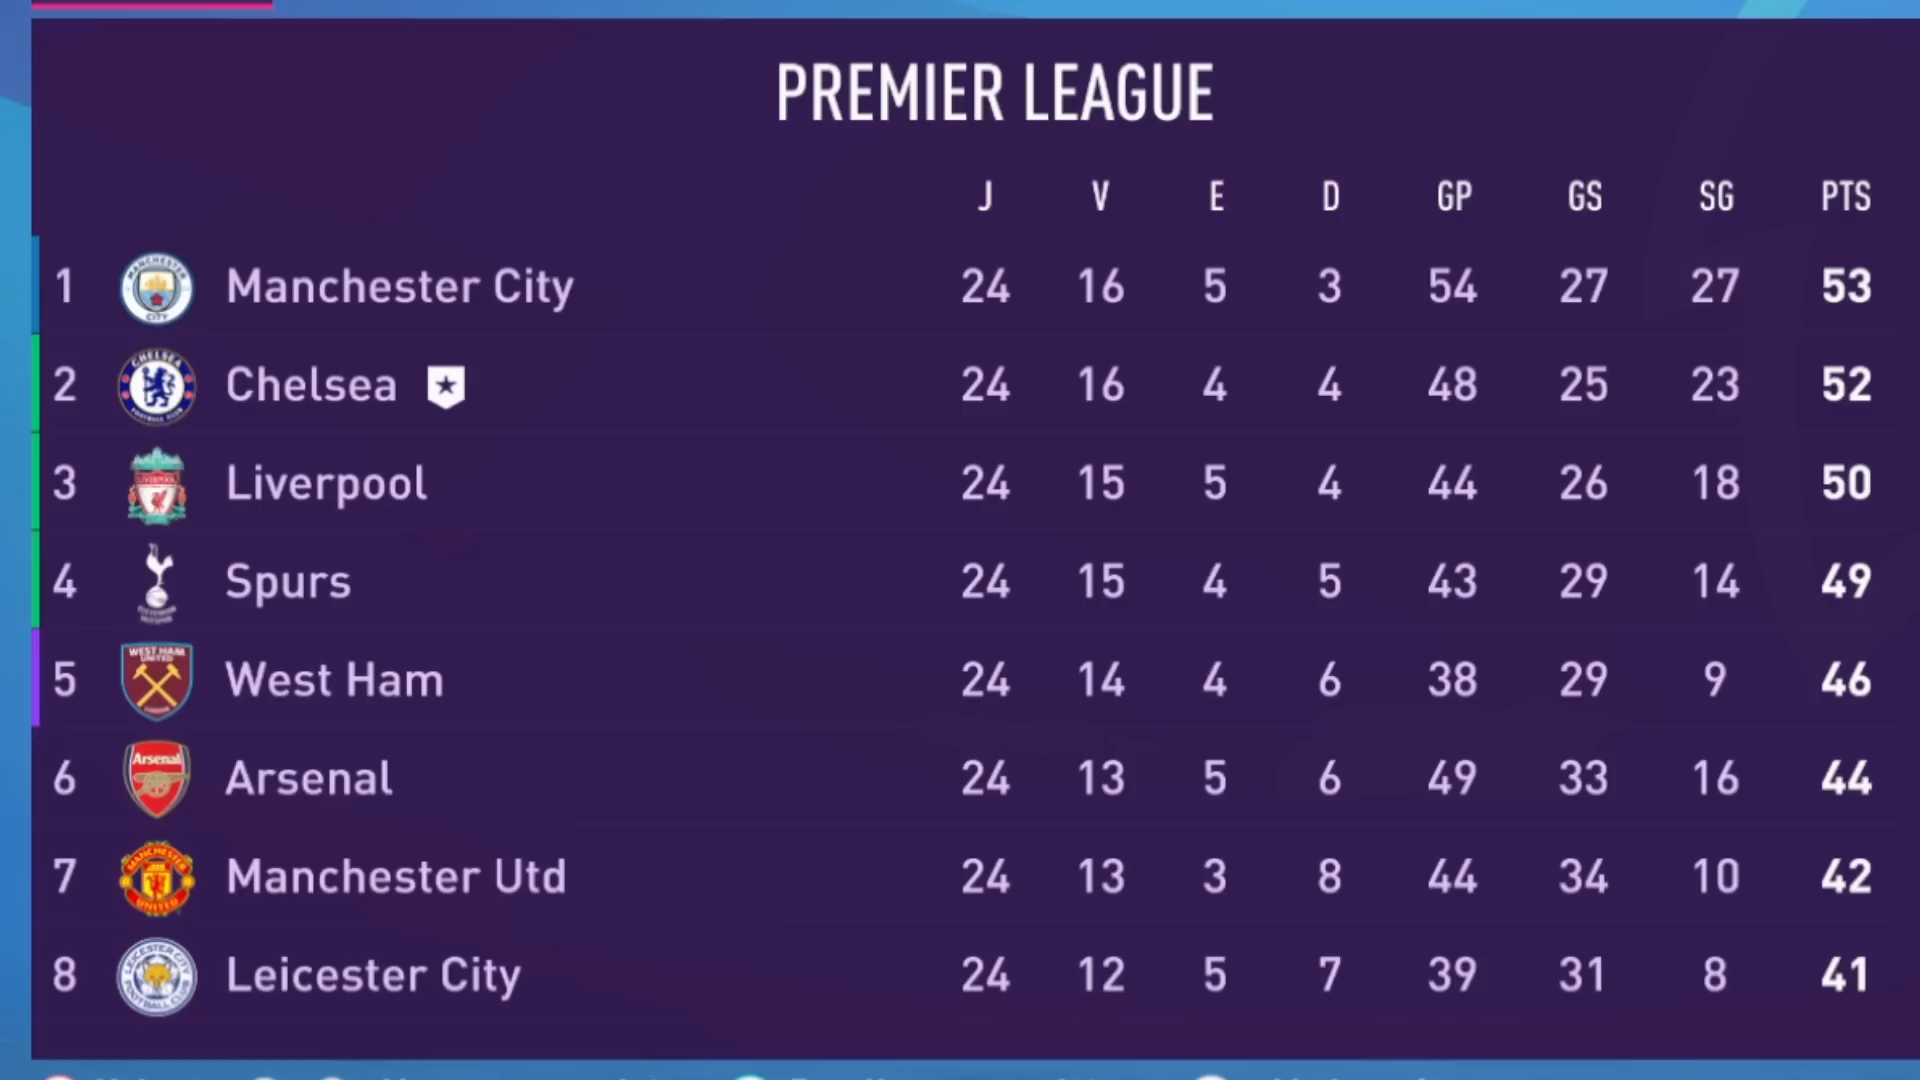 PREMIER LEAGUE
J V E D GP GS SG PTS
1 Manchester City 24 16 5 3 54 27 27 53
2 Chelsea 24 16 4 4 48 25 23 52
3 Liverpool 24 15 5 4 44 26 18 50
4 Spurs 24 15 4 5 43 29 14 49
5 West Ham 24 14 4 6 38 29 9 46
6 Arsenal 24 13 5 6 49 33 16 44
7 Manchester Utd 24 13 3 8 44 34 10 42
8 Leicester City 24 12 5 7 39 31 8 41